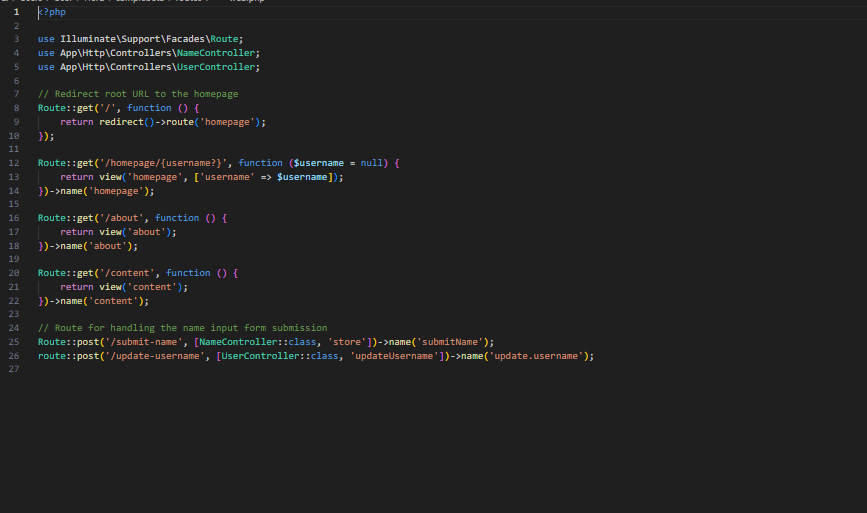 1 <?php
2
3 use Illuminate\Support\Facades\Route;
4 use App\Http\Controllers\NameController;
5 use App\Http\Controllers\UserController;
6
7 // Redirect root URL to the homepage
8 Route::get('/', function () {
9     return redirect()->route('homepage');
10 });
11
12 Route::get('/homepage/{username?}', function ($username = null) {
13     return view('homepage', ['username' => $username]);
14 })->name('homepage');
15
16 Route::get('/about', function () {
17     return view('about');
18 })->name('about');
19
20 Route::get('/content', function () {
21     return view('content');
22 })->name('content');
23
24 // Route for handling the name input form submission
25 Route::post('/submit-name', [NameController::class, 'store'])->name('submitName');
26 route::post('/update-username', [UserController::class, 'updateUsername'])->name('update.username');
27